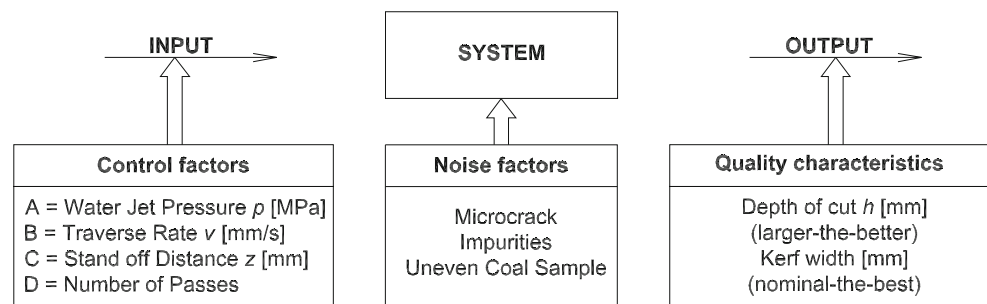 INPUT
SYSTEM
OUTPUT
Control factors
A = Water Jet Pressure p [MPa]
B = Traverse Rate v [mm/s]
C = Stand off Distance z [mm]
D = Number of Passes
Noise factors
Microcrack
Impurities
Uneven Coal Sample
Quality characteristics
Depth of cut h [mm]
(larger-the-better)
Kerf width [mm]
(nominal-the-best)